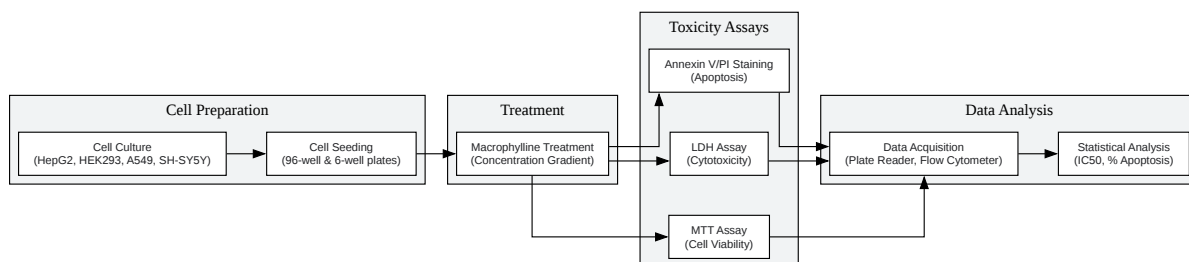 Cell Preparation
Cell Culture
(HepG2, HEK293, A549, SH-SY5Y)
Cell Seeding
(96-well & 6-well plates)
Treatment
Macrophylline Treatment
(Concentration Gradient)
Toxicity Assays
Annexin V/PI Staining
(Apoptosis)
LDH Assay
(Cytotoxicity)
MTT Assay
(Cell Viability)
Data Analysis
Data Acquisition
(Plate Reader, Flow Cytometer)
Statistical Analysis
(IC50, % Apoptosis)